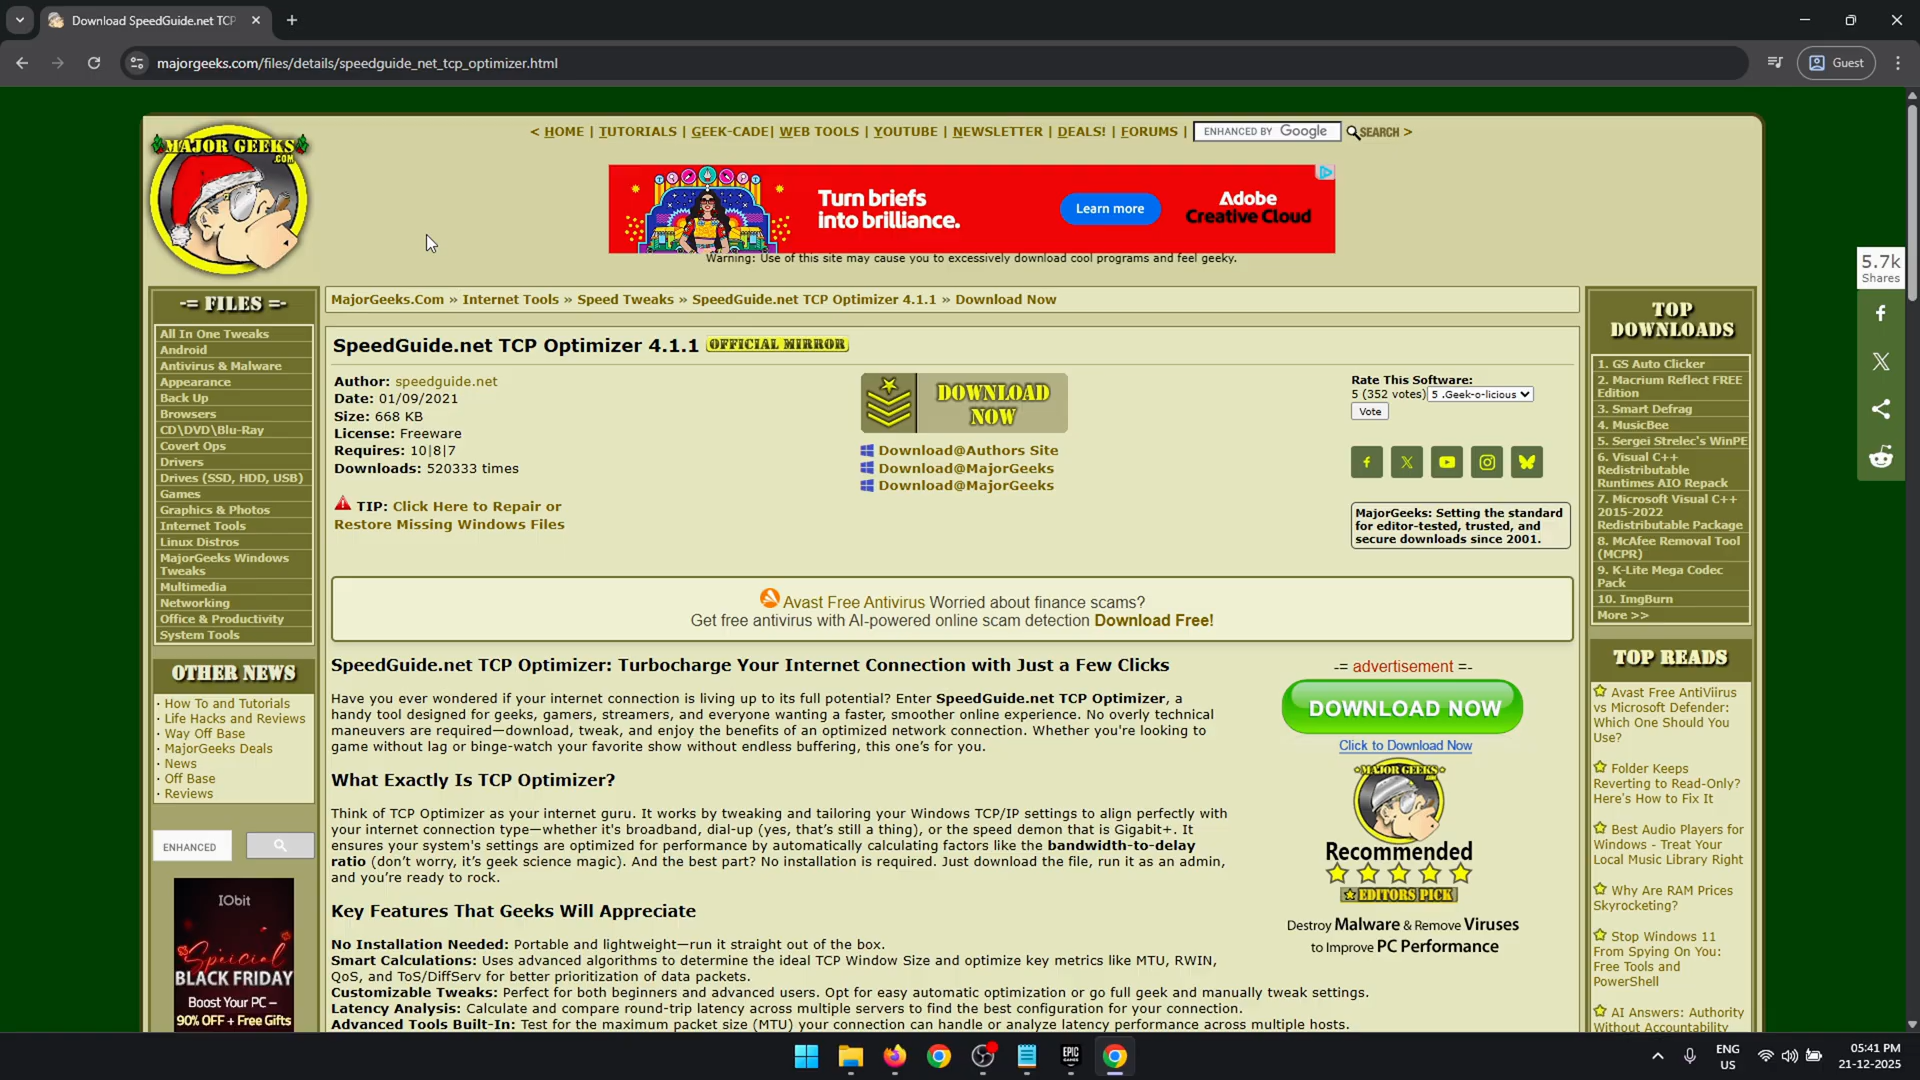 Download SpeedGuide.net TCP
majorgeeks.com/files/details/speedguide_net_tcp_optimizer.html
Guest
MAJOR GEEKS
.COM
< HOME | TUTORIALS | GEEK-CADE| WEB TOOLS | YOUTUBE | NEWSLETTER | DEALS! | FORUMS | ENHANCED BY Google SEARCH >
Turn briefs
into brilliance.
Learn more
Adobe
Creative Cloud
Warning: Use of this site may cause you to excessively download cool programs and feel geeky.
5.7k
Shares
-= FILES =-
All In One Tweaks
Android
Antivirus & Malware
Appearance
Back Up
Browsers
CD\DVD\Blu-Ray
Covert Ops
Drivers
Drives (SSD, HDD, USB)
Games
Graphics & Photos
Internet Tools
Linux Distros
MajorGeeks Windows
Tweaks
Multimedia
Networking
Office & Productivity
System Tools
OTHER NEWS
· How To and Tutorials
· Life Hacks and Reviews
· Way Off Base
· MajorGeeks Deals
· News
· Off Base
· Reviews
ENHANCED
IObit
Special
BLACK FRIDAY
Boost Your PC –
90% OFF + Free Gifts
MajorGeeks.Com » Internet Tools » Speed Tweaks » SpeedGuide.net TCP Optimizer 4.1.1 » Download Now
SpeedGuide.net TCP Optimizer 4.1.1 OFFICIAL MIRROR
Author: speedguide.net
Date: 01/09/2021
Size: 668 KB
License: Freeware
Requires: 10|8|7
Downloads: 520333 times
TIP: Click Here to Repair or
Restore Missing Windows Files
DOWNLOAD
NOW
Download@Authors Site
Download@MajorGeeks
Download@MajorGeeks
Rate This Software:
5 (352 votes) 5 .Geek-o-licious
Vote
MajorGeeks: Setting the standard
for editor-tested, trusted, and
secure downloads since 2001.
Avast Free Antivirus Worried about finance scams?
Get free antivirus with AI-powered online scam detection Download Free!
SpeedGuide.net TCP Optimizer: Turbocharge Your Internet Connection with Just a Few Clicks
Have you ever wondered if your internet connection is living up to its full potential? Enter SpeedGuide.net TCP Optimizer, a
handy tool designed for geeks, gamers, streamers, and everyone wanting a faster, smoother online experience. No overly technical
maneuvers are required—download, tweak, and enjoy the benefits of an optimized network connection. Whether you're looking to
game without lag or binge-watch your favorite show without endless buffering, this one’s for you.
What Exactly Is TCP Optimizer?
Think of TCP Optimizer as your internet guru. It works by tweaking and tailoring your Windows TCP/IP settings to align perfectly with
your internet connection type—whether it's broadband, dial-up (yes, that’s still a thing), or the speed demon that is Gigabit+. It
ensures your system's settings are optimized for performance by automatically calculating factors like the bandwidth-to-delay
ratio (don’t worry, it’s geek science magic). And the best part? No installation is required. Just download the file, run it as an admin,
and you’re ready to rock.
Key Features That Geeks Will Appreciate
No Installation Needed: Portable and lightweight—run it straight out of the box.
Smart Calculations: Uses advanced algorithms to determine the ideal TCP Window Size and optimize key metrics like MTU, RWIN,
QoS, and ToS/DiffServ for better prioritization of data packets.
Customizable Tweaks: Perfect for both beginners and advanced users. Opt for easy automatic optimization or go full geek and manually tweak settings.
Latency Analysis: Calculate and compare round-trip latency across multiple servers to find the best configuration for your connection.
Advanced Tools Built-In: Test for the maximum packet size (MTU) your connection can handle or analyze latency performance across multiple hosts.
-= advertisement =-
DOWNLOAD NOW
Click to Download Now
MAJOR GEEKS
Recommended
EDITORS PICK
Destroy Malware & Remove Viruses
to Improve PC Performance
TOP
DOWNLOADS
1. GS Auto Clicker
2. Macrium Reflect FREE
Edition
3. Smart Defrag
4. MusicBee
5. Sergei Strelec's WinPE
6. Visual C++
Redistributable
Runtimes AIO Repack
7. Microsoft Visual C++
2015-2022
Redistributable Package
8. McAfee Removal Tool
(MCPR)
9. K-Lite Mega Codec
Pack
10. ImgBurn
More >>
TOP READS
Avast Free AntiViirus
vs Microsoft Defender:
Which One Should You
Use?
Folder Keeps
Reverting to Read-Only?
Here's How to Fix It
Best Audio Players for
Windows - Treat Your
Local Music Library Right
Why Are RAM Prices
Skyrocketing?
Stop Windows 11
From Spying On You:
Free Tools and
PowerShell
AI Answers: Authority
Without Accountability
EPIC
GAMES
ENG
US
05:41 PM
21-12-2025